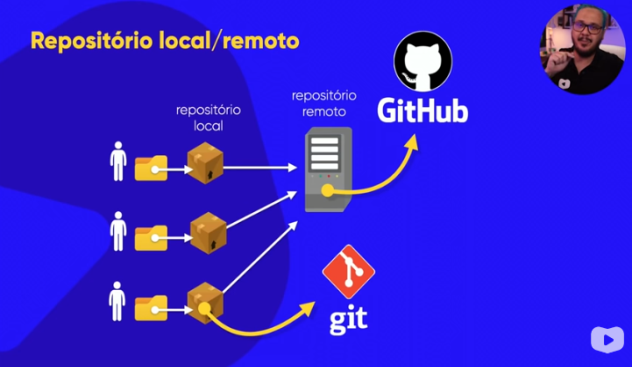 Repositório local/remoto
repositório
local
repositório
remoto
GitHub
git